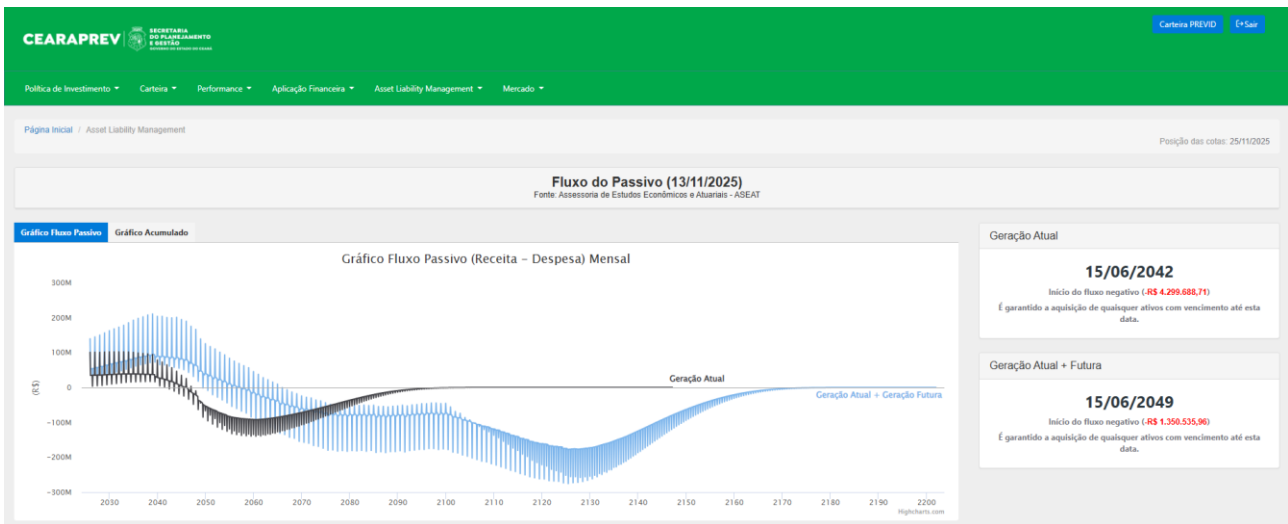 Carteira PREVID
Sair
CEARAPREV
SECRETARIA
DO PLANEJAMENTO
E GESTÃO
GOVERNO DO ESTADO DO CEARÁ
Política de Investimento
Carteira
Performance
Aplicação Financeira
Asset Liability Management
Mercado
Página Inicial / Asset Liability Management
Posição das cotas: 25/11/2025
Fluxo do Passivo (13/11/2025)
Fonte: Assessoria de Estudos Econômicos e Atuariais - ASEAT
Gráfico Fluxo Passivo
Gráfico Acumulado
Gráfico Fluxo Passivo (Receita - Despesa) Mensal
300M
200M
100M
0
-100M
-200M
-300M
(R$)
Geração Atual
Geração Atual + Geração Futura
2030 2040 2050 2060 2070 2080 2090 2100 2110 2120 2130 2140 2150 2160 2170 2180 2190 2200
Highcharts.com
Geração Atual
15/06/2042
Início do fluxo negativo (-R$ 4.299.688,71)
É garantido a aquisição de quaisquer ativos com vencimento até esta
data.
Geração Atual + Futura
15/06/2049
Início do fluxo negativo (-R$ 1.350.535,96)
É garantido a aquisição de quaisquer ativos com vencimento até esta
data.